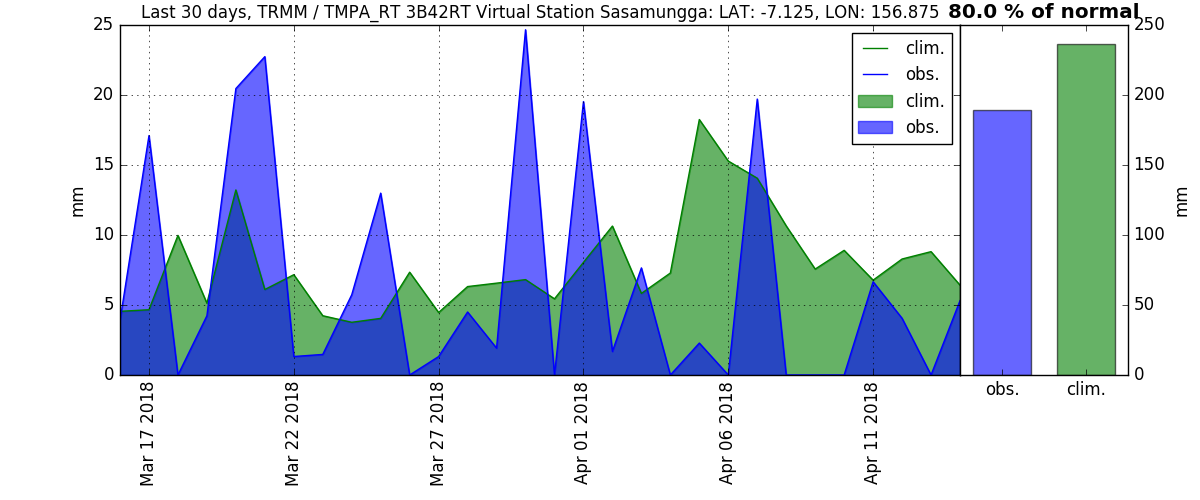 Last 30 days, TRMM / TMPA_RT 3B42RT Virtual Station Sasamungga: LAT: -7.125, LON: 156.875 80.0 % of normal
25 250
clim.
obs.
clim.
obs.
20 200
15 150
mm mm
10 100
5 50
0 0
obs. clim.
Mar 17 2018 Mar 22 2018 Mar 27 2018 Apr 01 2018 Apr 06 2018 Apr 11 2018